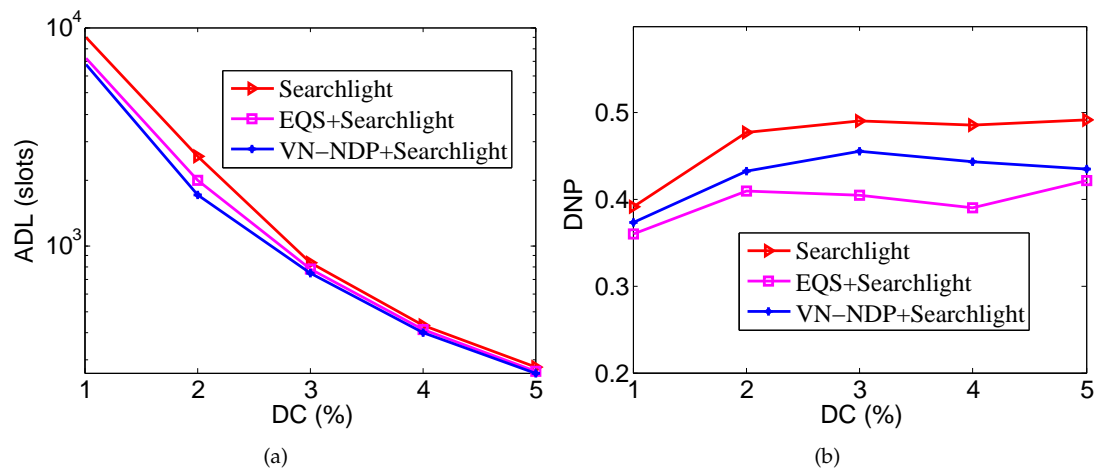 10^4
10^3
ADL (slots)
Searchlight
EQS+Searchlight
VN−NDP+Searchlight
1 2 3 4 5
DC (%)
(a)
0.5
0.4
0.3
0.2
DNP
Searchlight
EQS+Searchlight
VN−NDP+Searchlight
1 2 3 4 5
DC (%)
(b)